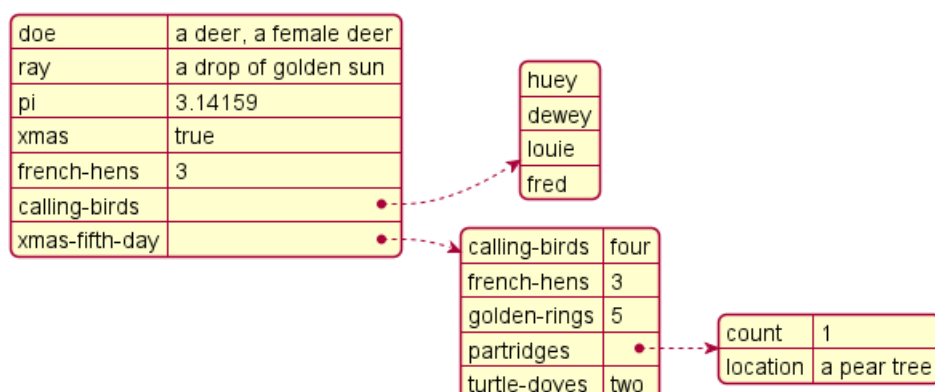 doe a deer, a female deer
ray a drop of golden sun
pi 3.14159
xmas true
french-hens 3
calling-birds
xmas-fifth-day
huey
dewey
louie
fred
calling-birds four
french-hens 3
golden-rings 5
partridges
turtle-doves two
count 1
location a pear tree